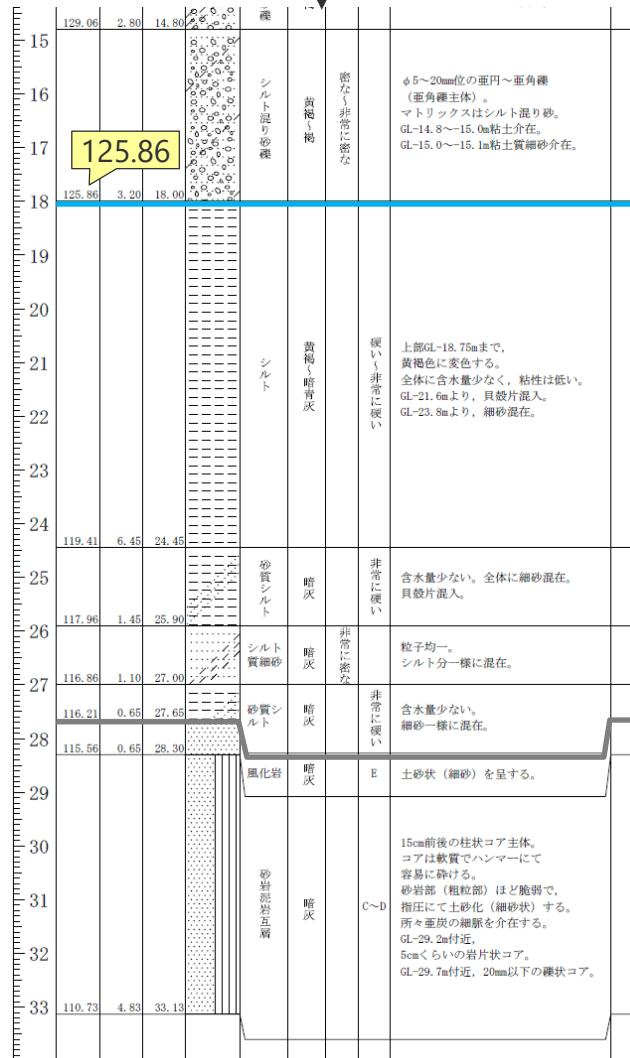 129.06 2.80 14.80
礫
15
16
17
18
シルト混り砂礫
黄褐～褐
密な～非常に密な
φ5～20mm位の亜円～亜角礫
（亜角礫主体）。
マトリックスはシルト混り砂。
GL-14.8～-15.0m粘土介在。
GL-15.0～-15.1m粘土質細砂介在。
125.86
125.86 3.20 18.00
19
20
21
22
23
24
シルト
黄褐～暗青灰
硬い～非常に硬い
上部GL-18.75mまで，
黄褐色に変色する。
全体に含水量少なく，粘性は低い。
GL-21.6mより，貝殻片混入。
GL-23.8mより，細砂混在。
119.41 6.45 24.45
25
砂質シルト
暗灰
非常に硬い
含水量少ない。全体に細砂混在。
貝殻片混入。
117.96 1.45 25.90
26
シルト
質細砂
暗灰
非常に密な
粒子均一。
シルト分一様に混在。
116.86 1.10 27.00
27
砂質シ
ルト
暗灰
非常に硬い
含水量少ない。
細砂一様に混在。
116.21 0.65 27.65
28
115.56 0.65 28.30
風化岩
暗灰
E
土砂状（細砂）を呈する。
29
30
31
32
33
砂岩泥岩互層
暗灰
C～D
15cm前後の柱状コア主体。
コアは軟質でハンマーにて
容易に砕ける。
砂岩部（粗粒部）ほど脆弱で，
指圧にて土砂化（細砂状）する。
所々亜炭の細脈を介在する。
GL-29.2m付近，
5cmくらいの岩片状コア。
GL-29.7m付近，20mm以下の礫状コア。
110.73 4.83 33.13